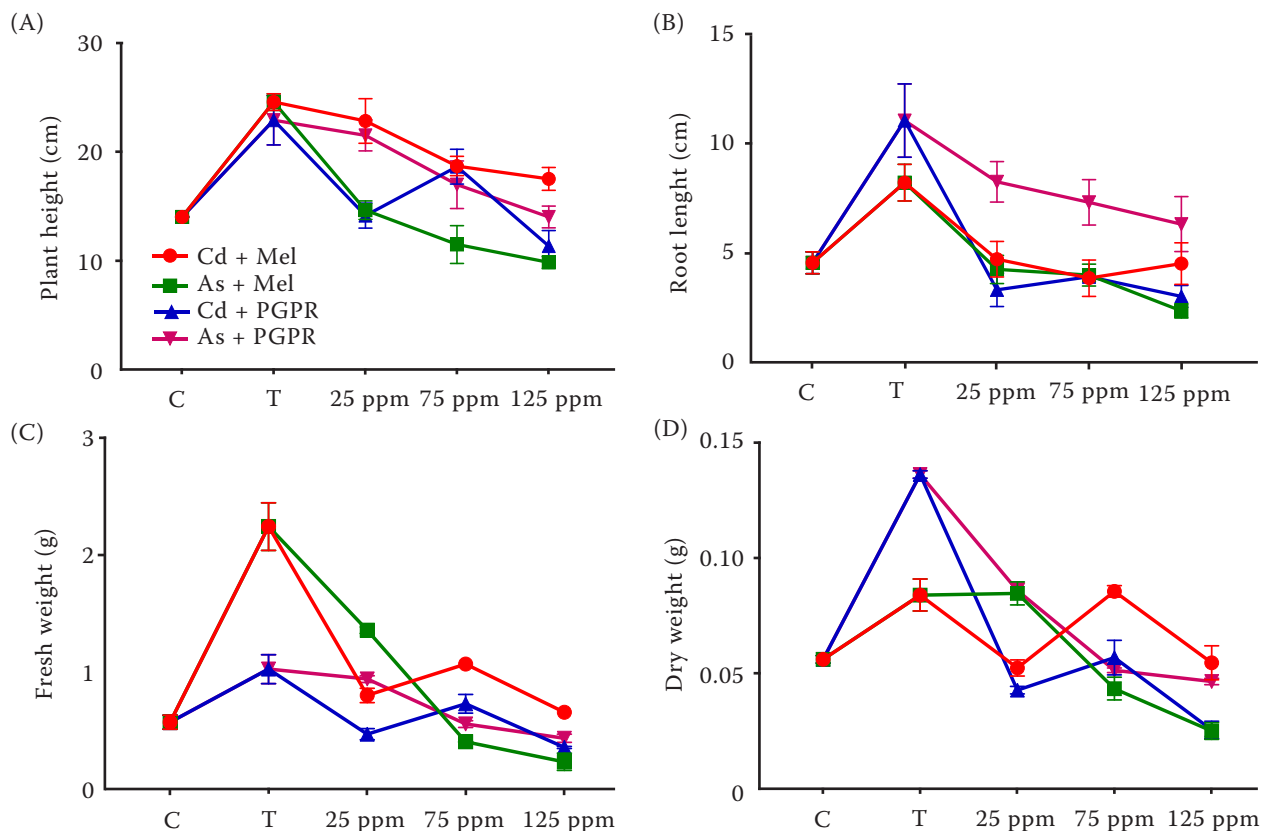 (A)
Plant height (cm)
30
20
10
0
Cd + Mel
As + Mel
Cd + PGPR
As + PGPR
C T 25 ppm 75 ppm 125 ppm
(B)
Root lenght (cm)
15
10
5
0
C T 25 ppm 75 ppm 125 ppm
(C)
Fresh weight (g)
3
2
1
0
C T 25 ppm 75 ppm 125 ppm
(D)
Dry weight (g)
0.15
0.10
0.05
0
C T 25 ppm 75 ppm 125 ppm